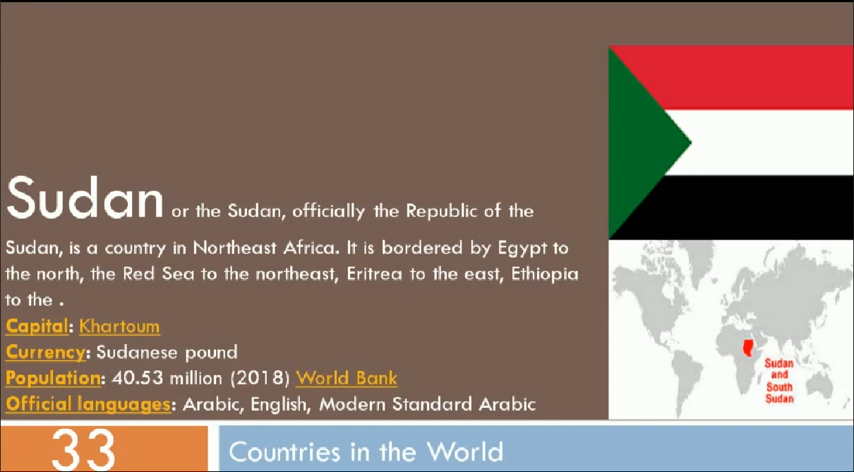 Sudan or the Sudan, officially the Republic of the
Sudan, is a country in Northeast Africa. It is bordered by Egypt to
the north, the Red Sea to the northeast, Eritrea to the east, Ethiopia
to the .
Capital: Khartoum
Currency: Sudanese pound
Population: 40.53 million (2018) World Bank
Official languages: Arabic, English, Modern Standard Arabic
Sudan
and
South
Sudan
33
Countries in the World